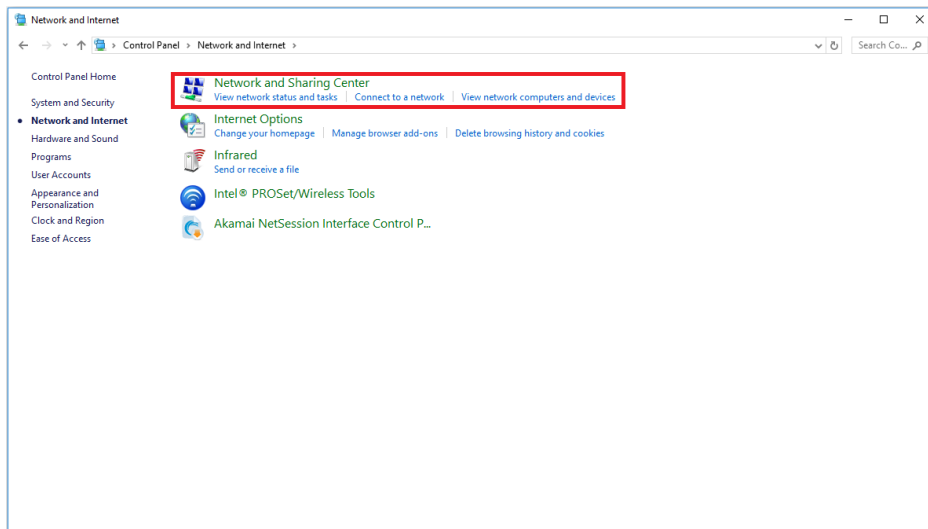 Network and Internet
Control Panel > Network and Internet >
Search Co...
Control Panel Home
System and Security
Network and Internet
Hardware and Sound
Programs
User Accounts
Appearance and
Personalization
Clock and Region
Ease of Access
Network and Sharing Center
View network status and tasks | Connect to a network | View network computers and devices
Internet Options
Change your homepage | Manage browser add-ons | Delete browsing history and cookies
Infrared
Send or receive a file
Intel® PROSet/Wireless Tools
Akamai NetSession Interface Control P...